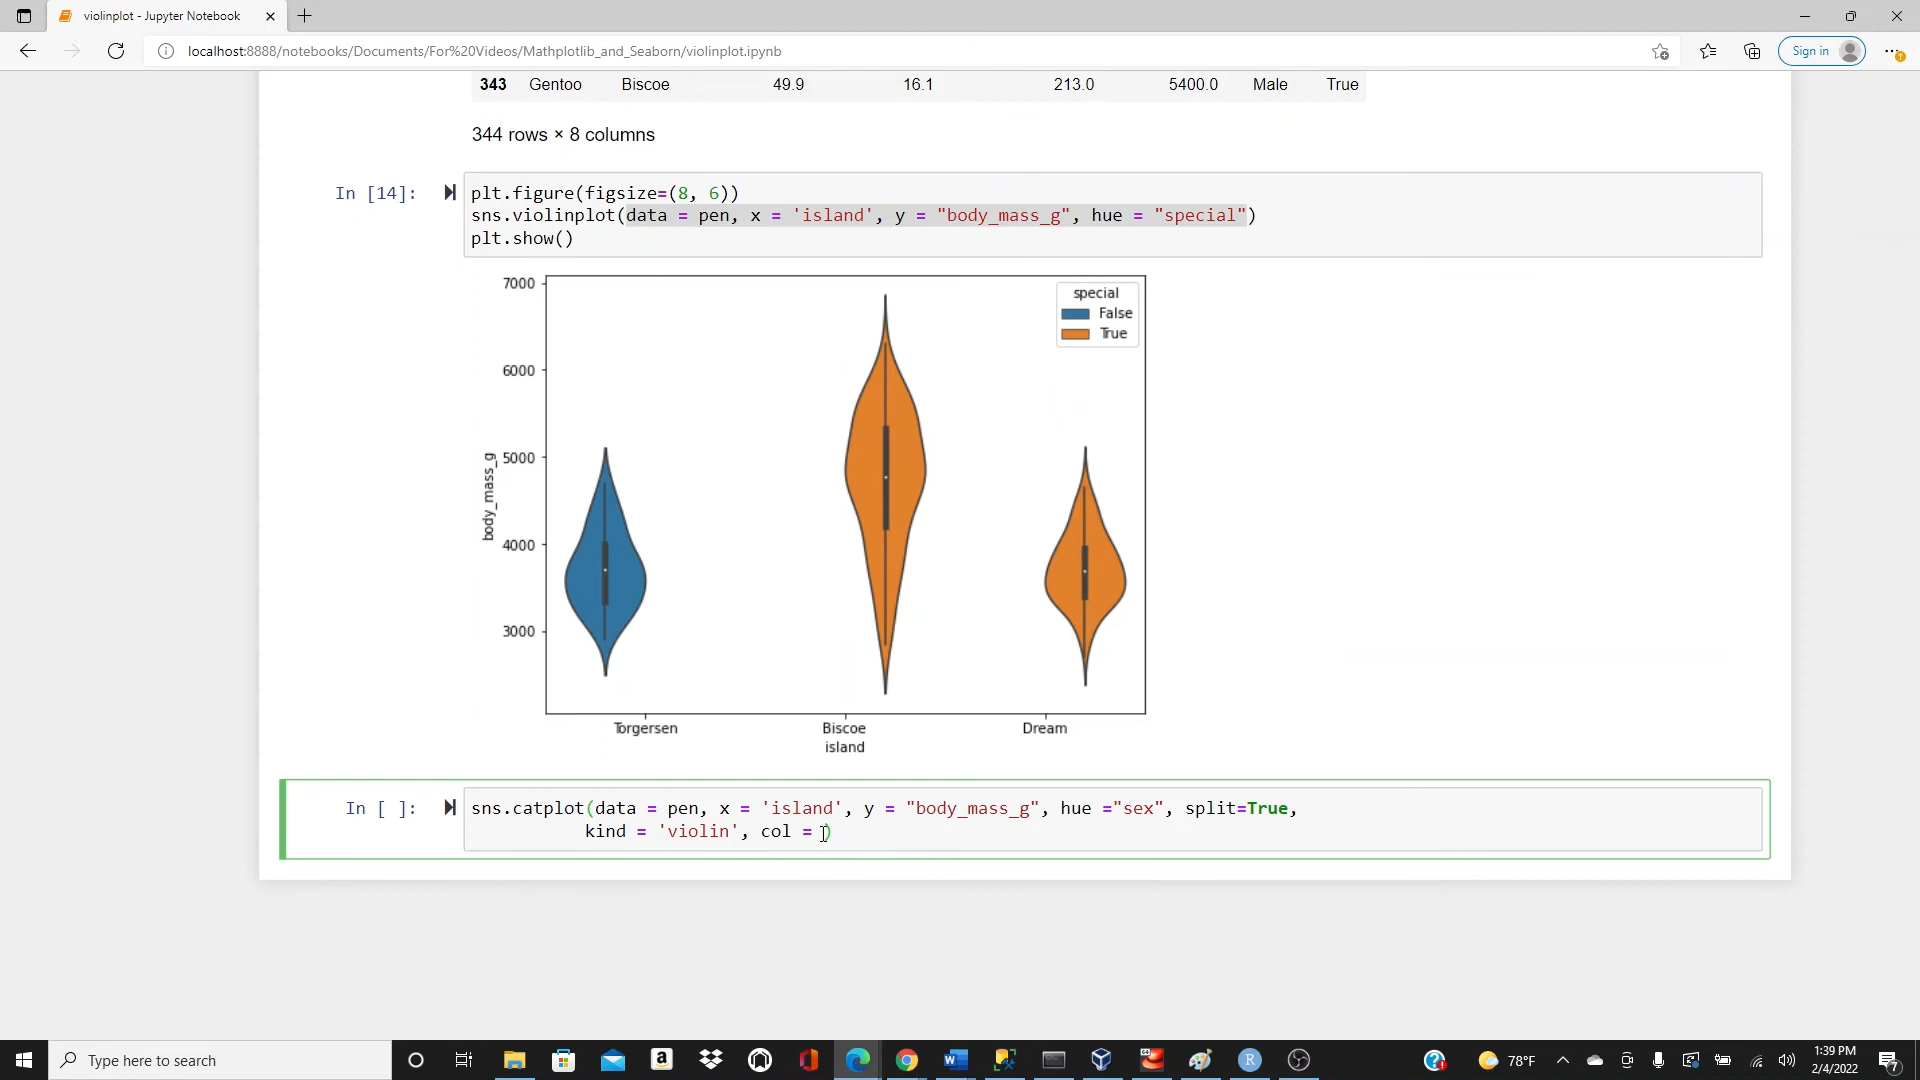 violinplot - Jupyter Notebook
localhost:8888/notebooks/Documents/For%20Videos/Mathplotlib_and_Seaborn/violinplot.ipynb
Sign in
343 Gentoo Biscoe 49.9 16.1 213.0 5400.0 Male True
344 rows × 8 columns
In [14]:
plt.figure(figsize=(8, 6))
sns.violinplot(data = pen, x = 'island', y = "body_mass_g", hue = "special")
plt.show()
7000
6000
5000
4000
3000
body_mass_g
special
False
True
Torgersen Biscoe Dream
island
In [ ]:
sns.catplot(data = pen, x = 'island', y = "body_mass_g", hue ="sex", split=True,
kind = 'violin', col = )
Type here to search
78°F
1:39 PM
2/4/2022
7